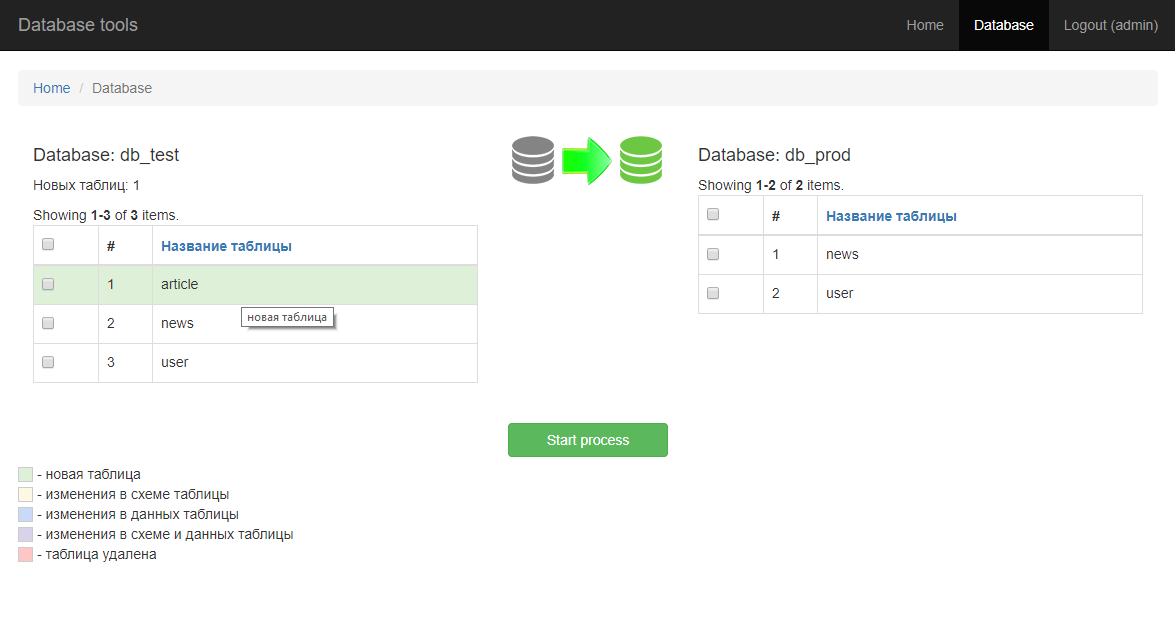 Database tools
Home
Database
Logout (admin)
Home / Database
Database: db_test
Новых таблиц: 1
Showing 1-3 of 3 items.
# Название таблицы
1 article
2 news
3 user
новая таблица
Database: db_prod
Showing 1-2 of 2 items.
# Название таблицы
1 news
2 user
Start process
- новая таблица
- изменения в схеме таблицы
- изменения в данных таблицы
- изменения в схеме и данных таблицы
- таблица удалена